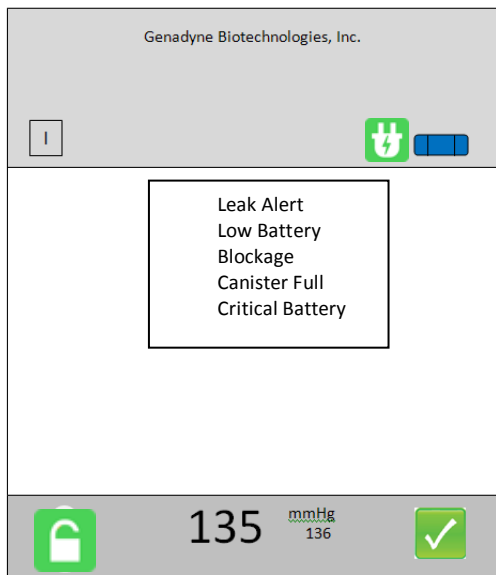 Genadyne Biotechnologies, Inc.
I
Leak Alert
Low Battery
Blockage
Canister Full
Critical Battery
135 mmHg
136